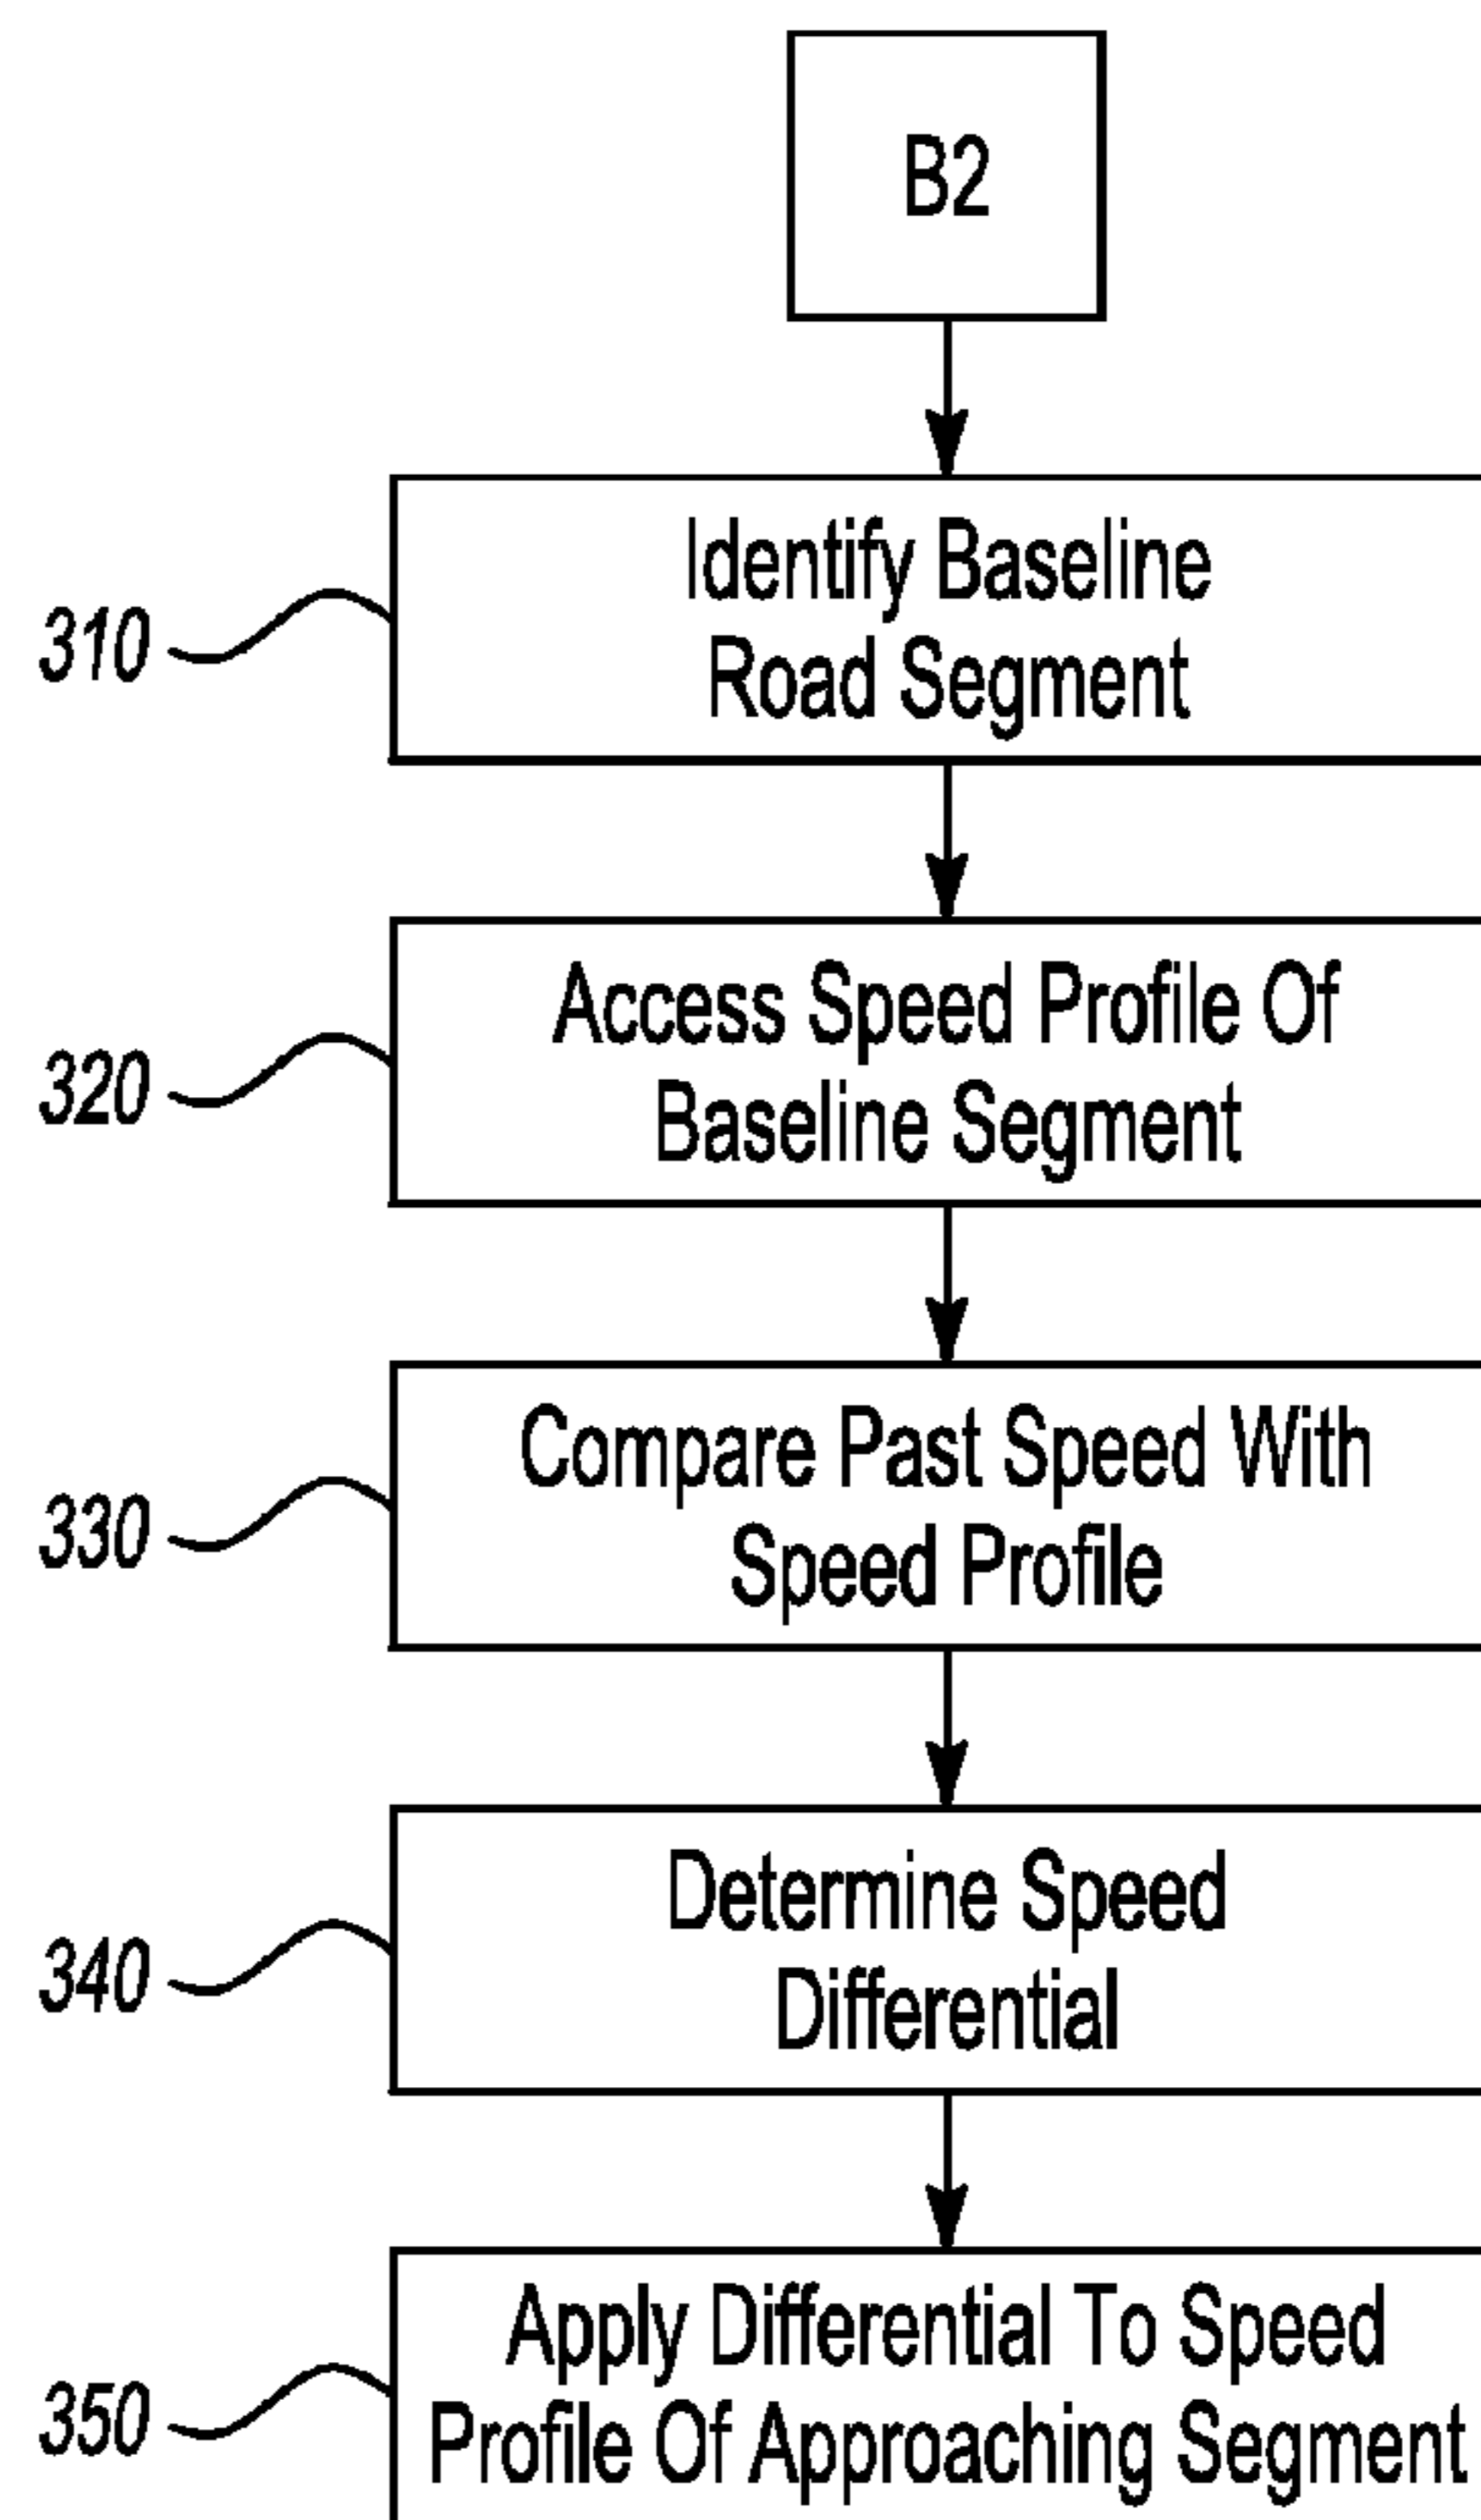 B2
Identify Baseline
Road Segment
310
Access Speed Profile Of
Baseline Segment
320
Compare Past Speed With
Speed Profile
330
Determine Speed
Differential
340
Apply Differential To Speed
Profile Of Approaching Segment
350